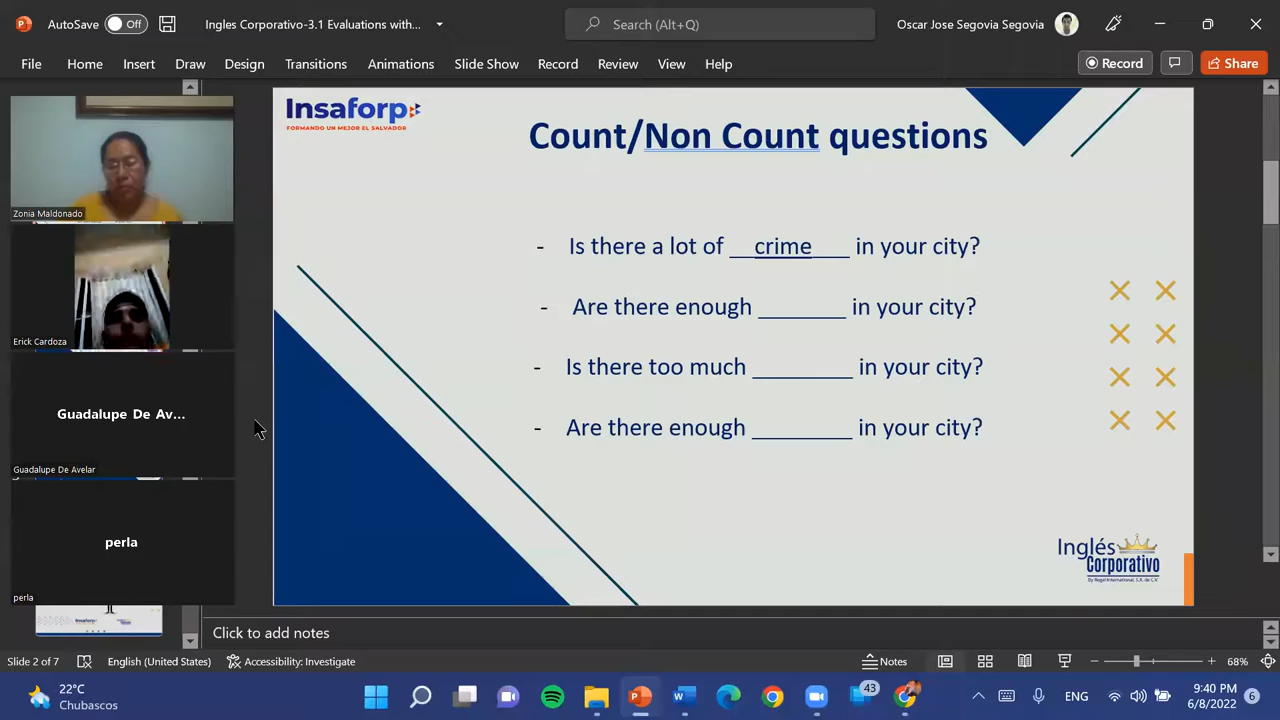 AutoSave Off
Ingles Corporativo-3.1 Evaluations with...
Search (Alt+Q)
Oscar Jose Segovia Segovia
File Home Insert Draw Design Transitions Animations Slide Show Record Review View Help
Record
Share
Insaforp
FORMANDO UN MEJOR EL SALVADOR
Count/Non Count questions
- Is there a lot of __crime___ in your city?
- Are there enough _______ in your city?
- Is there too much ________ in your city?
- Are there enough ________ in your city?
Inglés
Corporativo
By Regal International, S.A. de C.V
Zonia Maldonado
Erick Cardoza
Guadalupe De Av...
Guadalupe De Avelar
perla
perla
Click to add notes
Slide 2 of 7
English (United States)
Accessibility: Investigate
Notes
68%
22°C
Chubascos
43
ENG
9:40 PM
6/8/2022
6